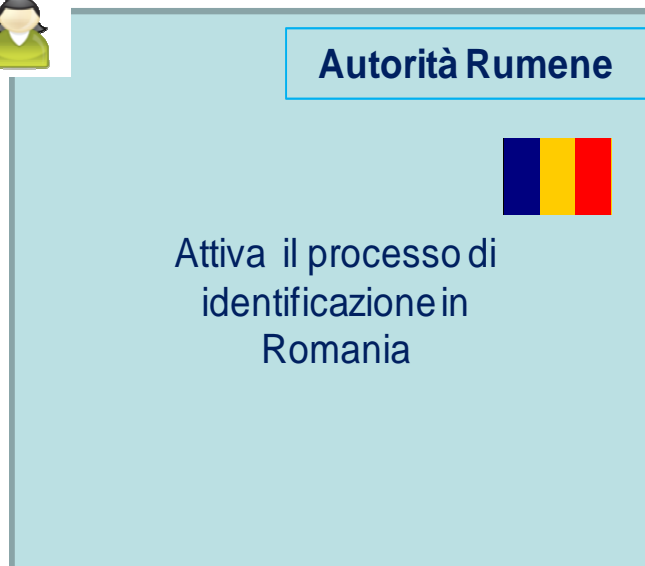 Autorità Rumene
Attiva il processo di
identificazione in
Romania